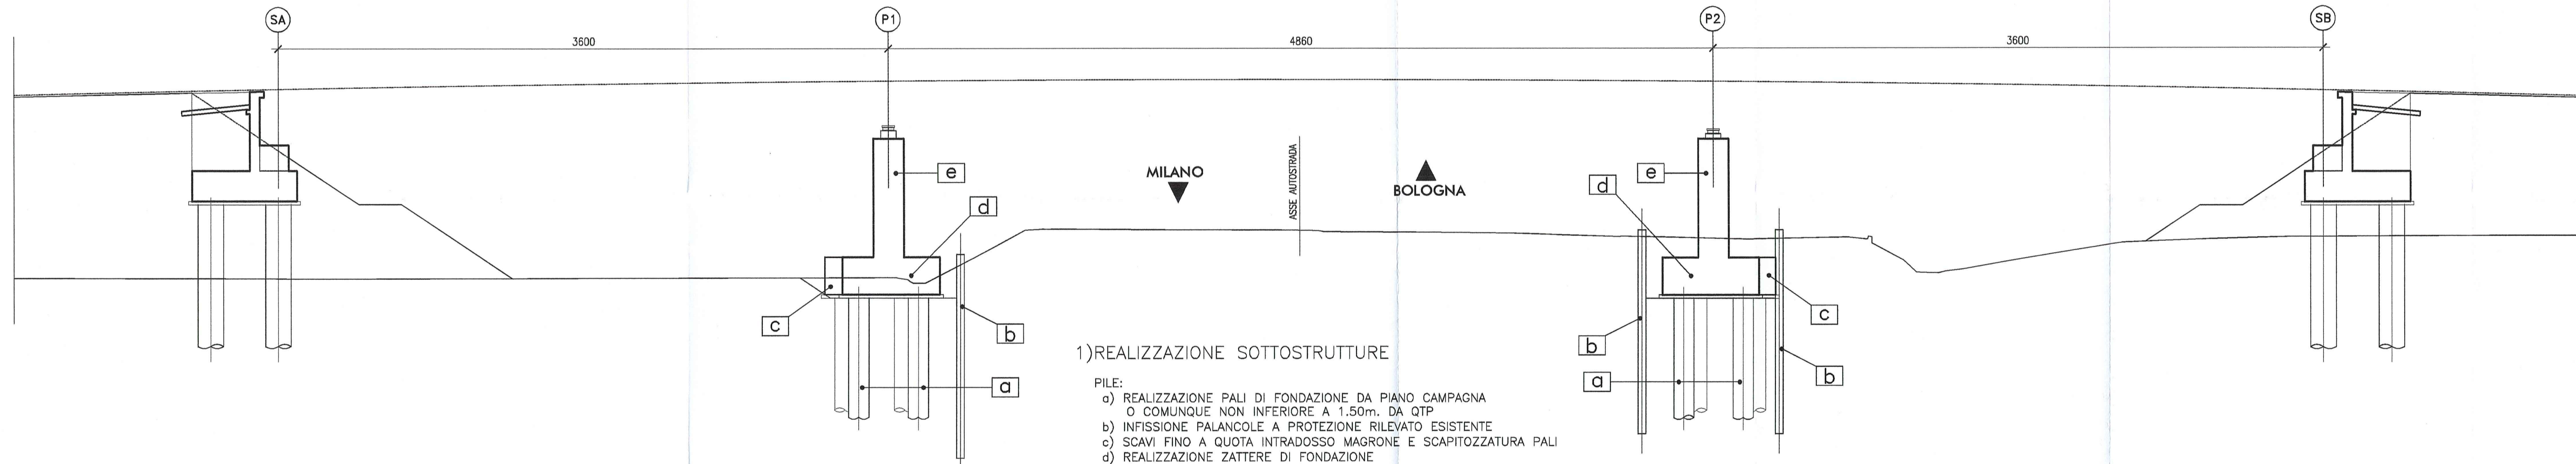 SA
P1
P2
SB
3600
4860
3600
e
d
c
b
a
MILANO
ASSE AUTOSTRADA
BOLOGNA
d
e
b
a
c
b
1)REALIZZAZIONE SOTTOSTRUTTURE
PILE:
a) REALIZZAZIONE PALI DI FONDAZIONE DA PIANO CAMPAGNA
O COMUNQUE NON INFERIORE A 1.50m. DA QTP
b) INFISSIONE PALANCOLE A PROTEZIONE RILEVATO ESISTENTE
c) SCAVI FINO A QUOTA INTRADOSSO MAGRONE E SCAPITOZZATURA PALI
d) REALIZZAZIONE ZATTERE DI FONDAZIONE